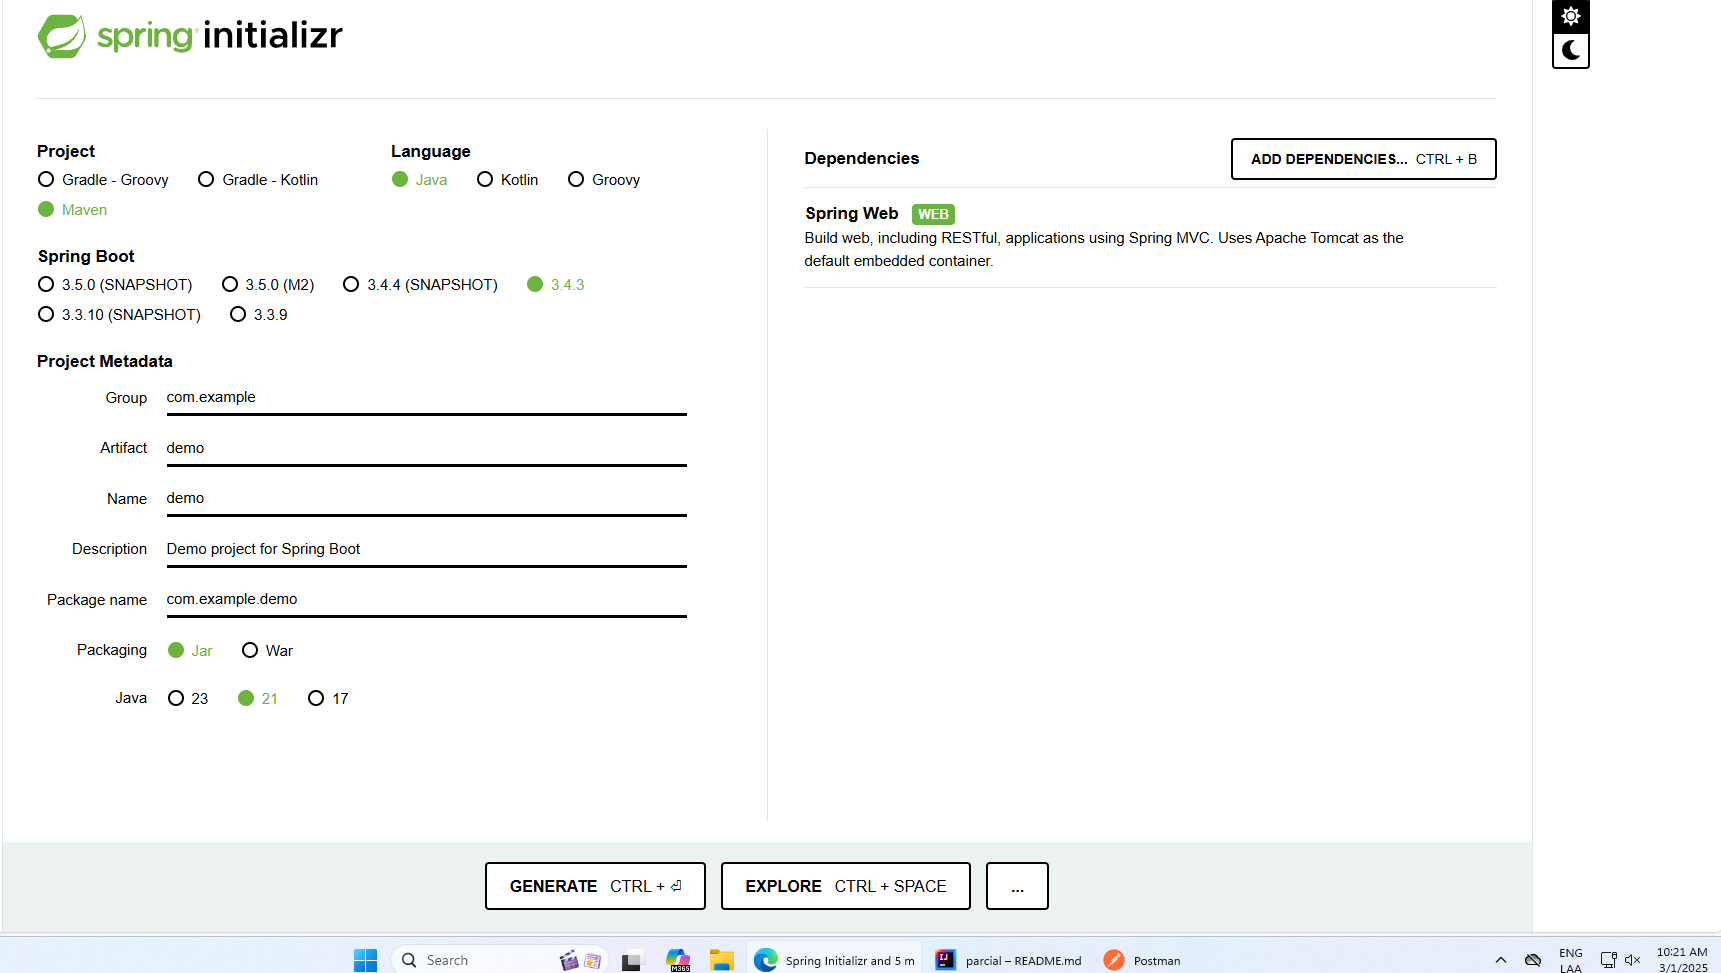 spring initializr
Project
Gradle - Groovy Gradle - Kotlin
Maven
Language
Java Kotlin Groovy
Spring Boot
3.5.0 (SNAPSHOT) 3.5.0 (M2) 3.4.4 (SNAPSHOT) 3.4.3
3.3.10 (SNAPSHOT) 3.3.9
Project Metadata
Group com.example
Artifact demo
Name demo
Description Demo project for Spring Boot
Package name com.example.demo
Packaging Jar War
Java 23 21 17
Dependencies
ADD DEPENDENCIES... CTRL + B
Spring Web WEB
Build web, including RESTful, applications using Spring MVC. Uses Apache Tomcat as the
default embedded container.
GENERATE CTRL + ⏎
EXPLORE CTRL + SPACE
...
Search
M365
Spring Initializr and 5 m
IJ
parcial – README.md
Postman
ENG
LAA
10:21 AM
3/1/2025